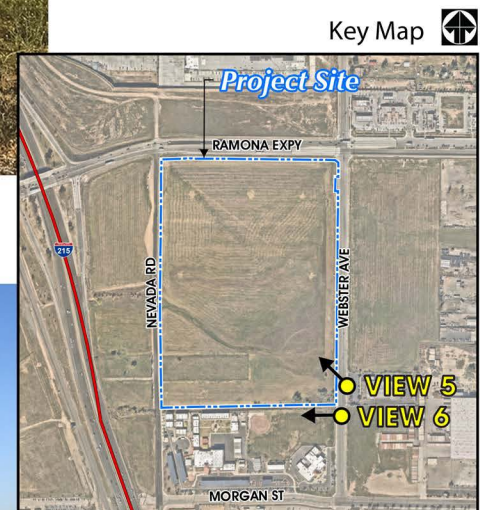 Key Map
Project Site
RAMONA EXPY
215
NEVADA RD
WEBSTER AVE
VIEW 5
VIEW 6
MORGAN ST